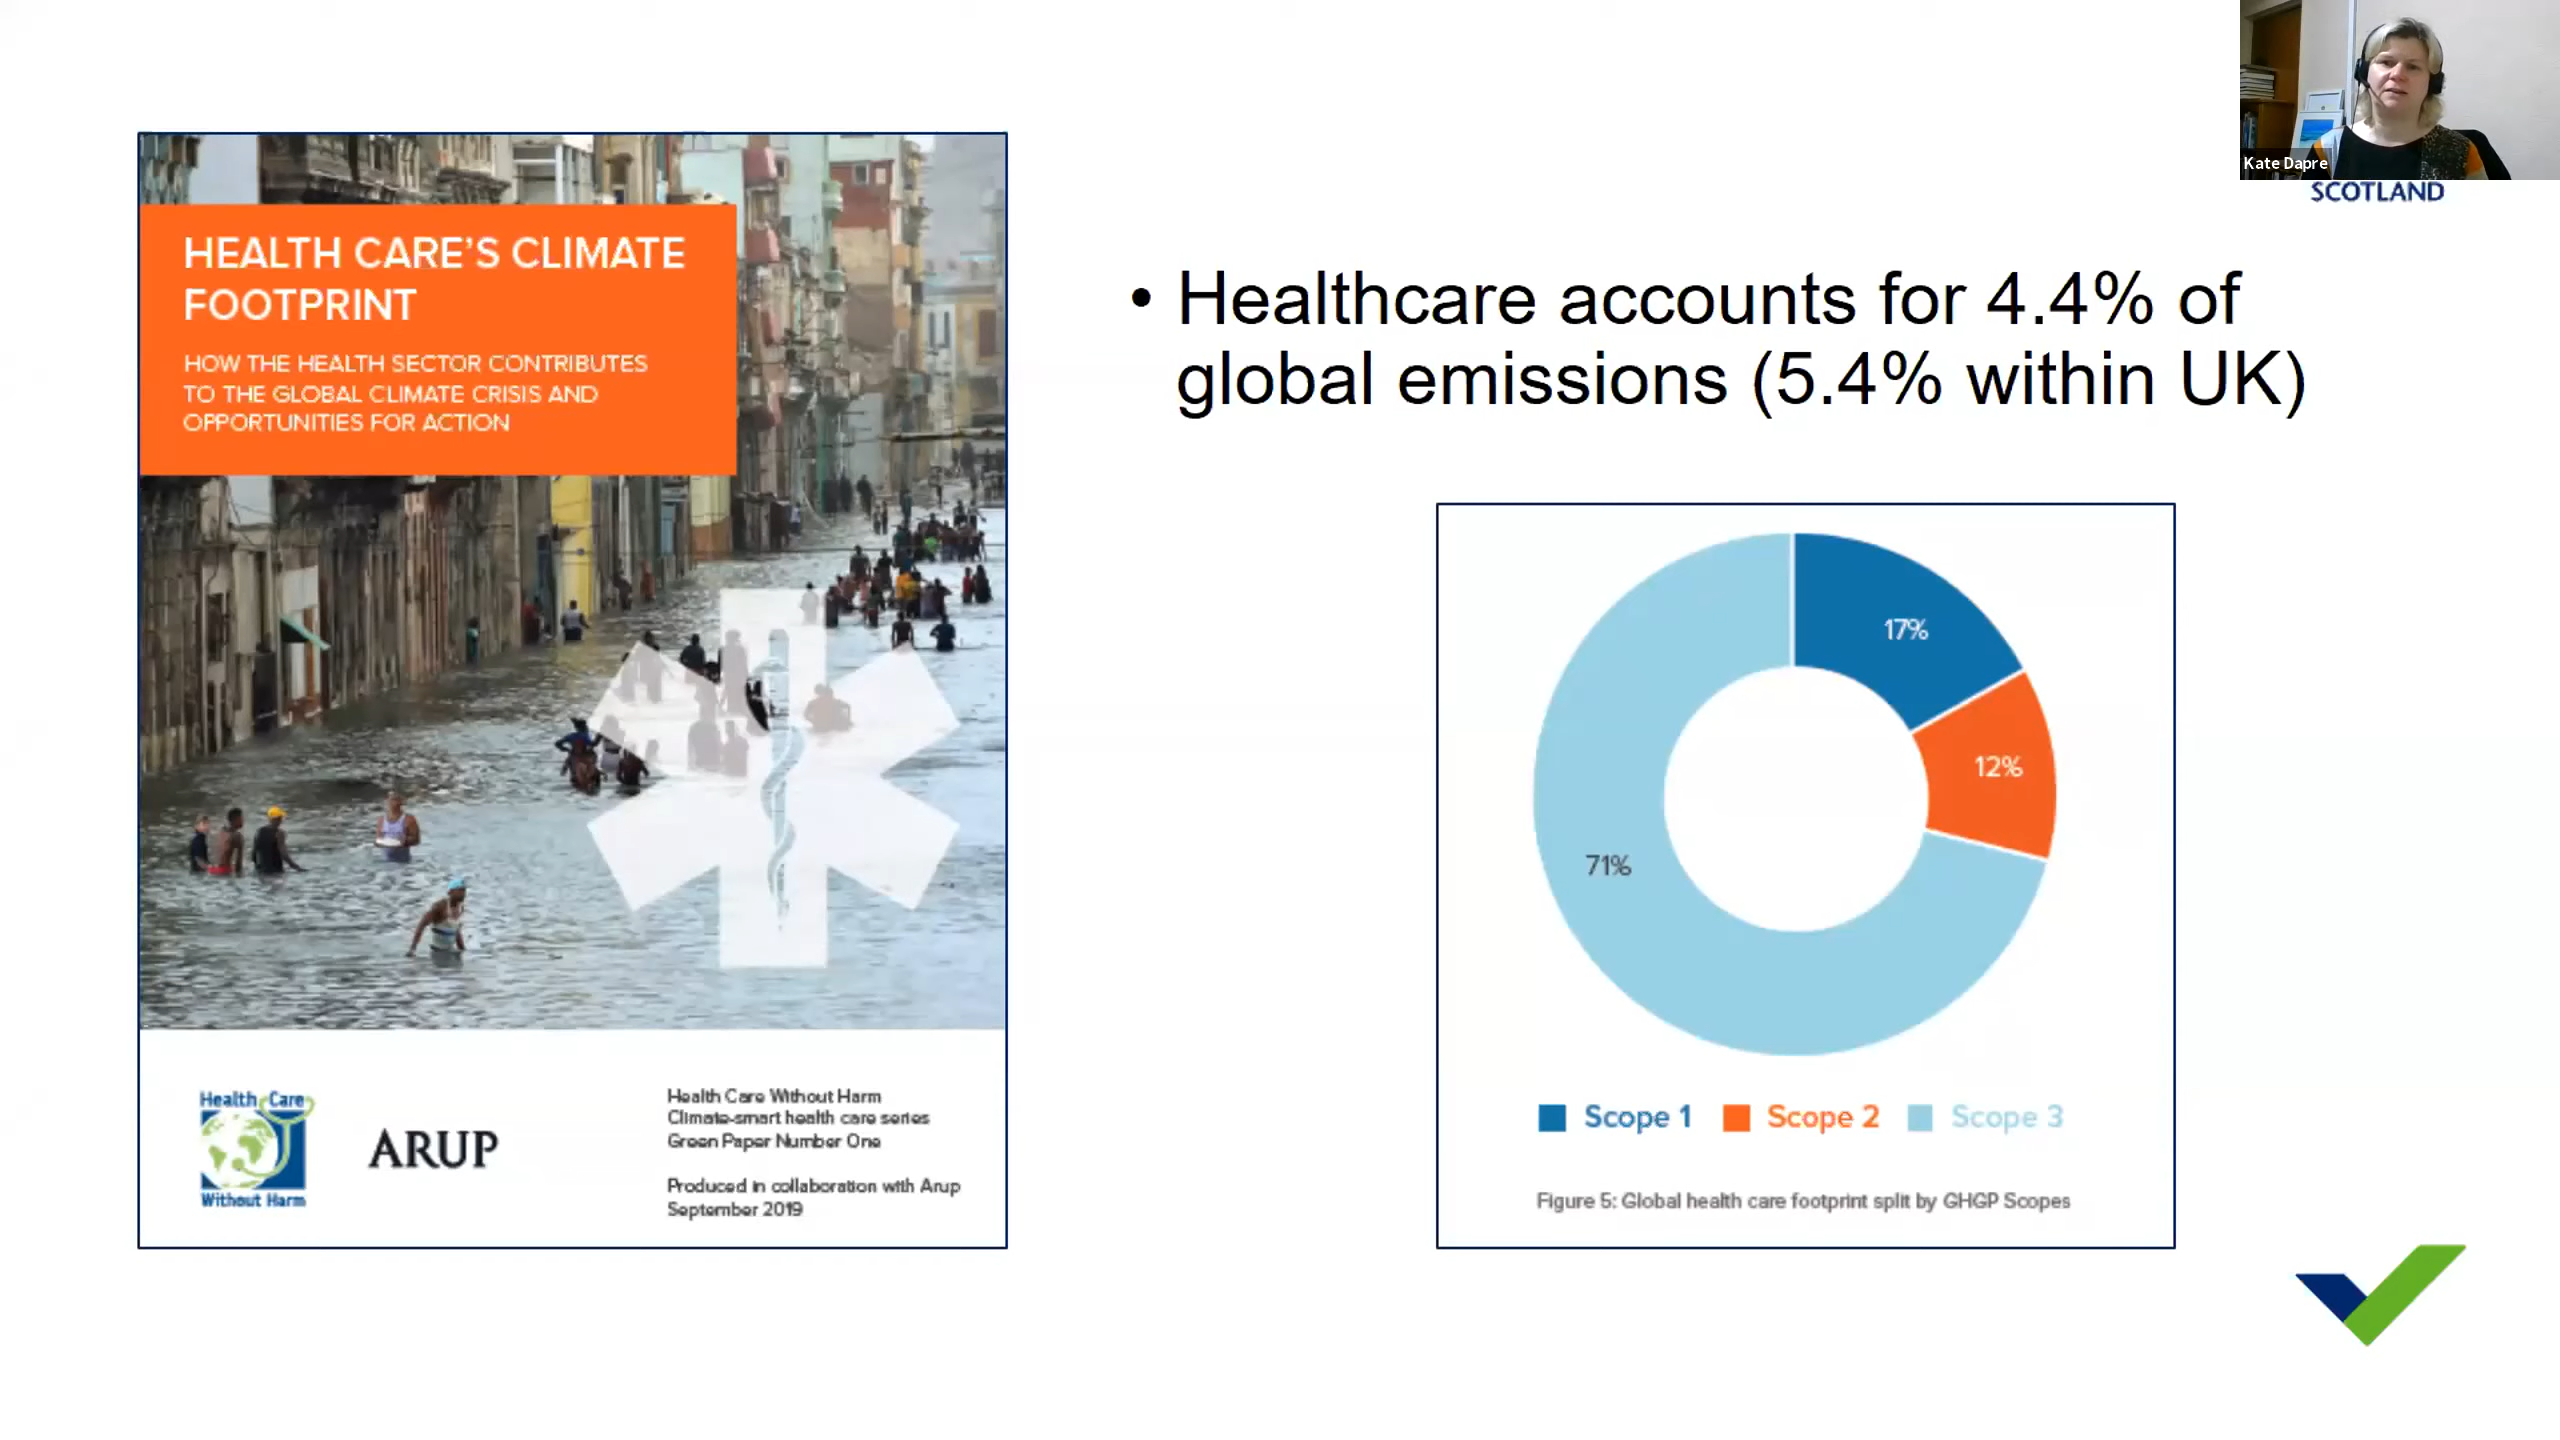 Kate Dapre
SCOTLAND
HEALTH CARE'S CLIMATE
FOOTPRINT
HOW THE HEALTH SECTOR CONTRIBUTES
TO THE GLOBAL CLIMATE CRISIS AND
OPPORTUNITIES FOR ACTION
Health Care
Without Harm
ARUP
Health Care Without Harm
Climate-smart health care series
Green Paper Number One
Produced in collaboration with Arup
September 2019
• Healthcare accounts for 4.4% of
global emissions (5.4% within UK)
17%
12%
71%
Scope 1 Scope 2 Scope 3
Figure 5: Global health care footprint split by GHGP Scopes